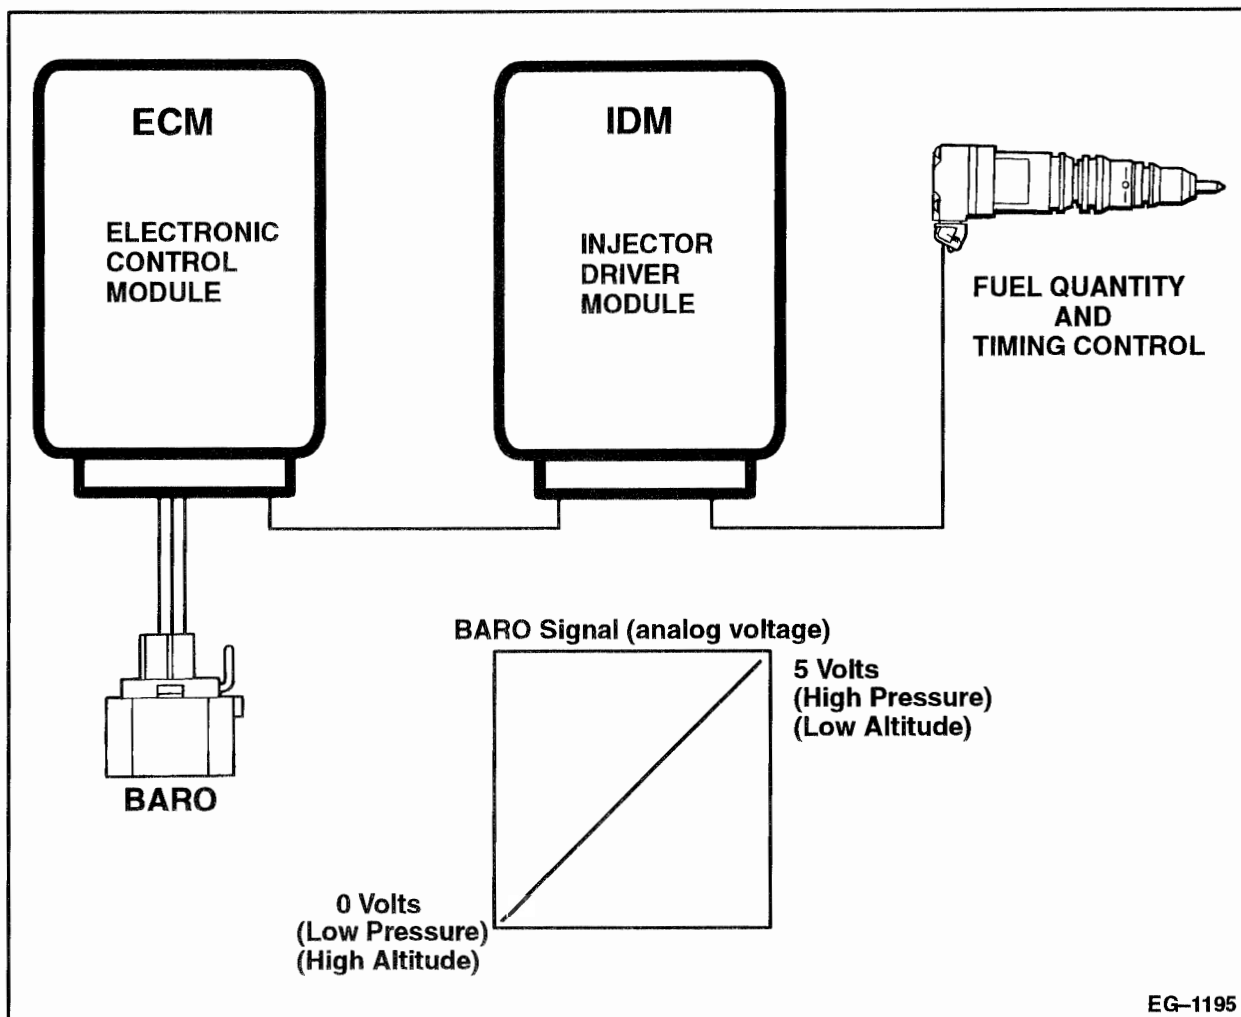 ECM
ELECTRONIC
CONTROL
MODULE
IDM
INJECTOR
DRIVER
MODULE
FUEL QUANTITY
AND
TIMING CONTROL
BARO
BARO Signal (analog voltage)
5 Volts
(High Pressure)
(Low Altitude)
0 Volts
(Low Pressure)
(High Altitude)
EG–1195